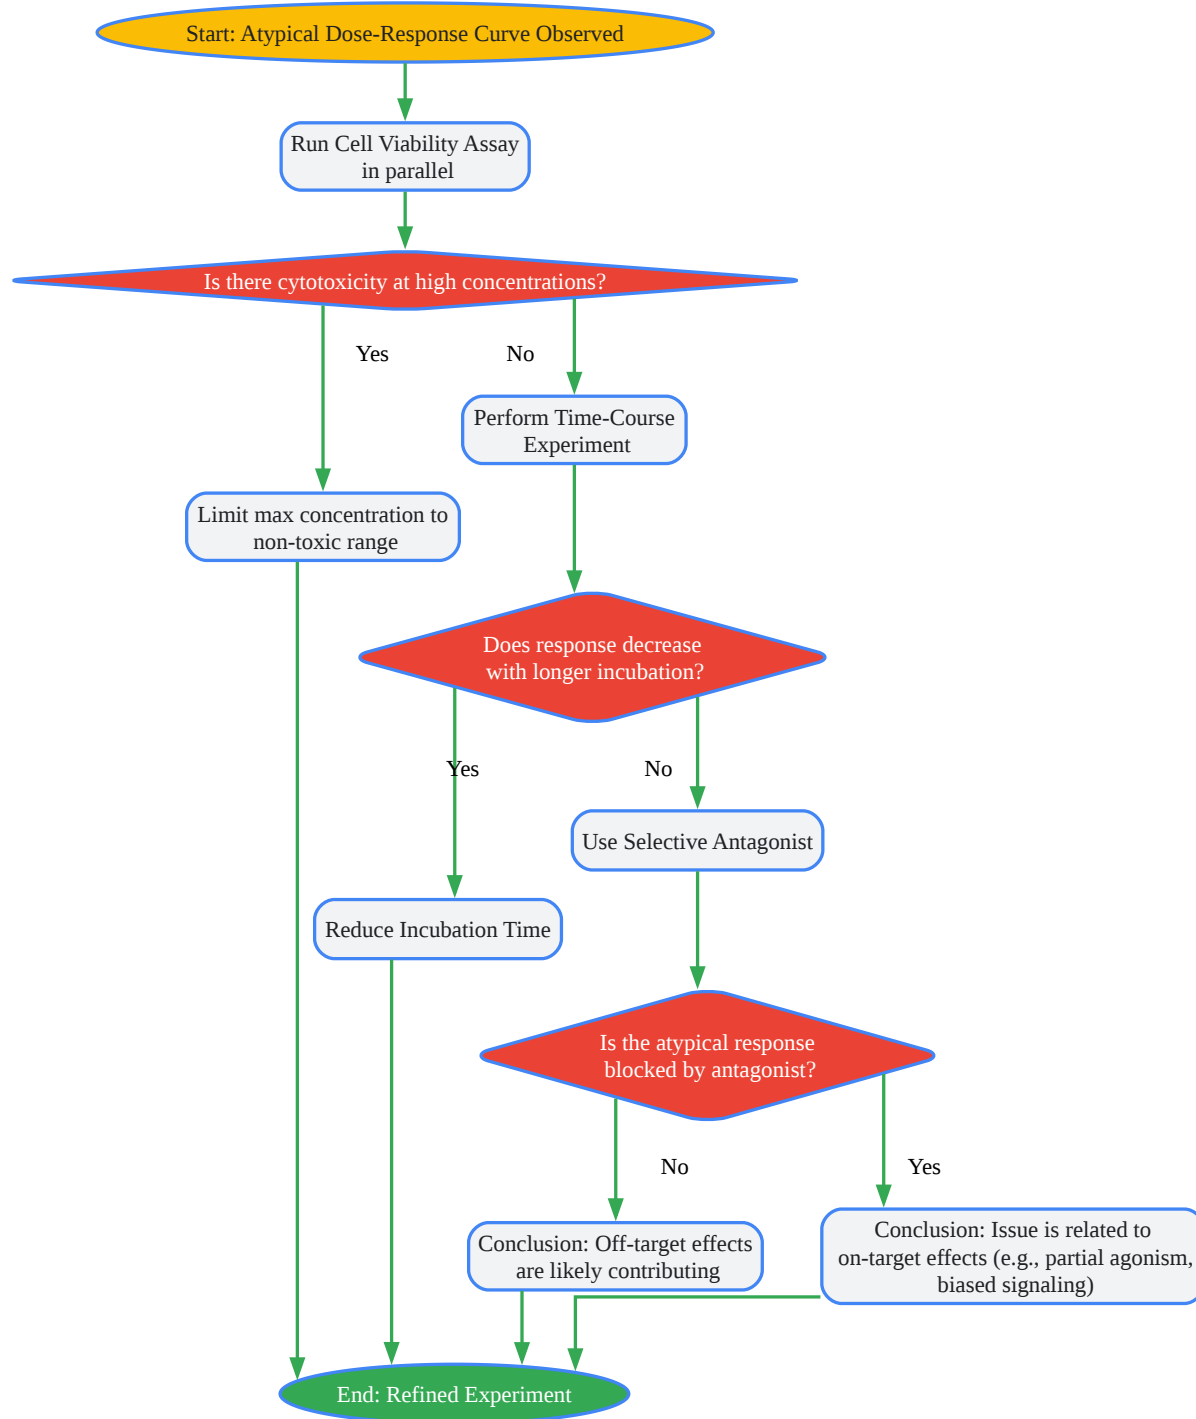 Start: Atypical Dose-Response Curve Observed
Run Cell Viability Assay
in parallel
Is there cytotoxicity at high concentrations?
Yes
No
Perform Time-Course
Experiment
Limit max concentration to
non-toxic range
Does response decrease
with longer incubation?
Yes
No
Use Selective Antagonist
Reduce Incubation Time
Is the atypical response
blocked by antagonist?
No
Yes
Conclusion: Off-target effects
are likely contributing
Conclusion: Issue is related to
on-target effects (e.g., partial agonism,
biased signaling)
End: Refined Experiment